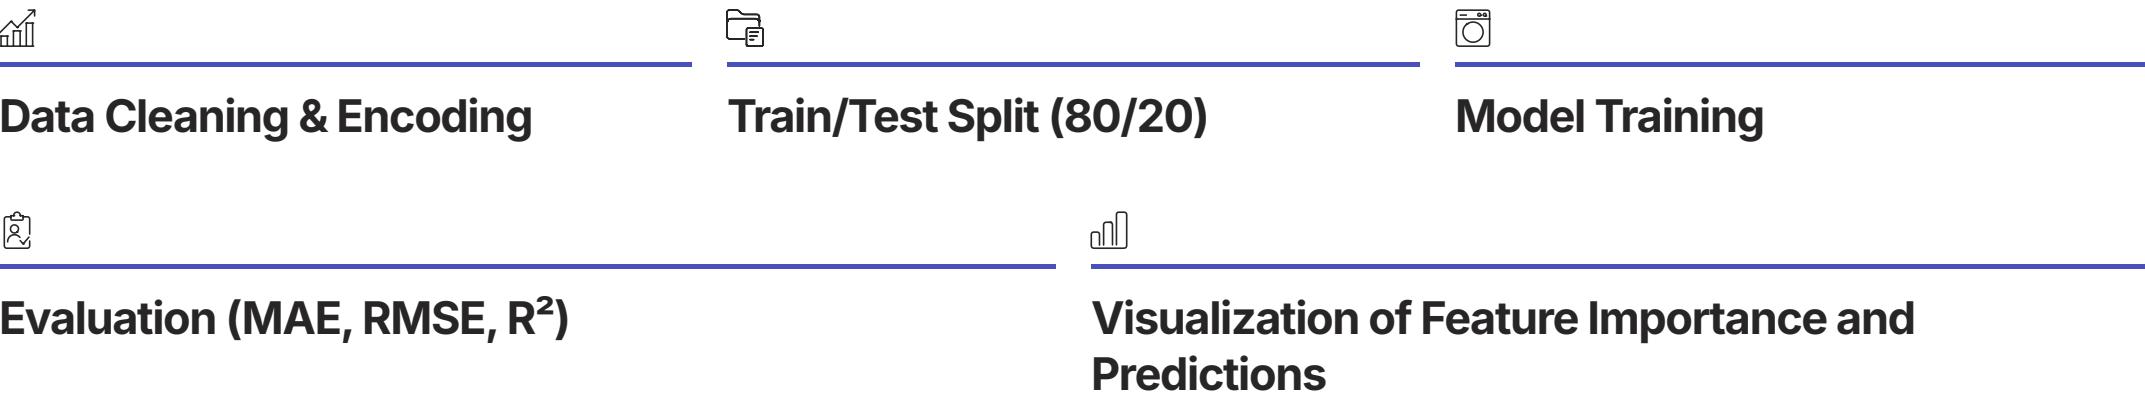 Data Cleaning & Encoding
Train/Test Split (80/20)
Model Training
Evaluation (MAE, RMSE, R²)
Visualization of Feature Importance and
Predictions